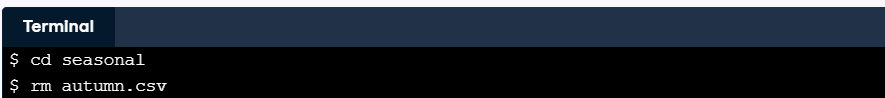 Terminal
$ cd seasonal
$ rm autumn.csv